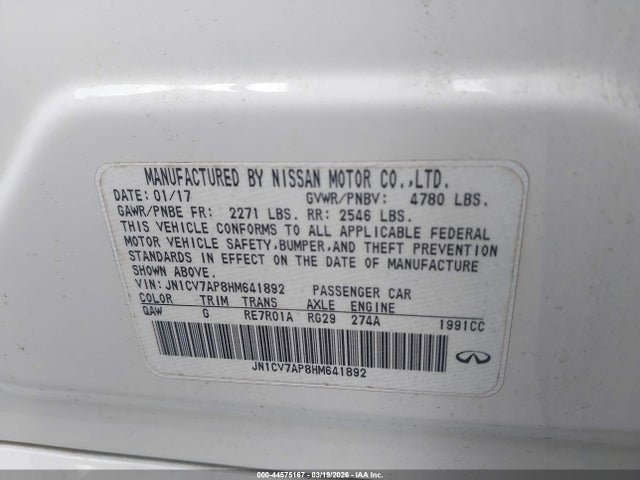 MANUFACTURED BY NISSAN MOTOR CO.,LTD.
DATE: 01/17 GVWR/PNBV: 4780 LBS.
GAWR/PNBE FR: 2271 LBS. RR: 2546 LBS.
THIS VEHICLE CONFORMS TO ALL APPLICABLE FEDERAL
MOTOR VEHICLE SAFETY,BUMPER,AND THEFT PREVENTION
STANDARDS IN EFFECT ON THE DATE OF MANUFACTURE
SHOWN ABOVE.
VIN: JN1CV7AP8HM641892 PASSENGER CAR
COLOR TRIM TRANS AXLE ENGINE
QAW G RE7R01A RG29 274A 1991CC
JN1CV7AP8HM641892
000-44575167 - 03/19/2026 - IAAI.COM